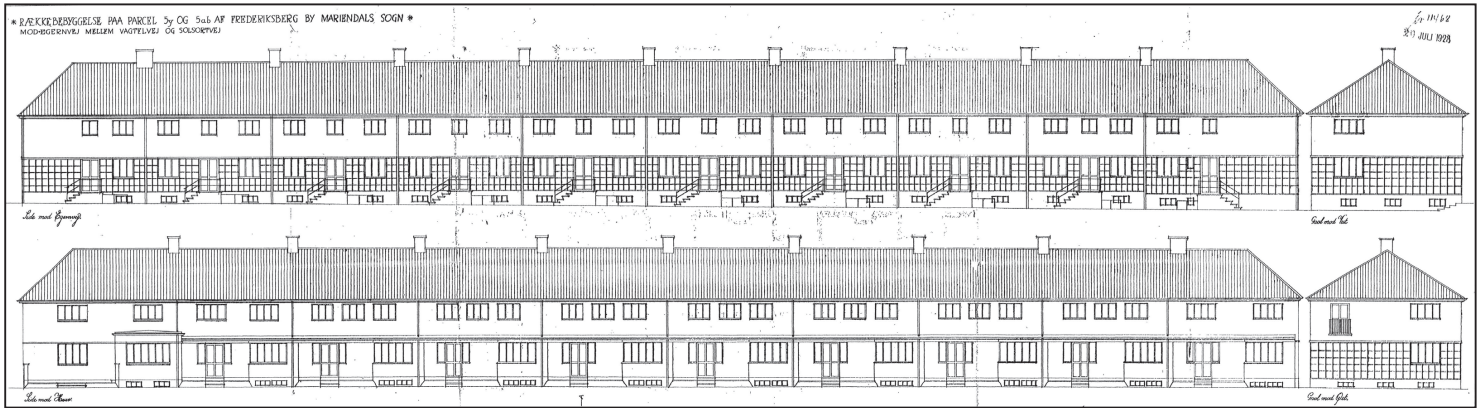 * RÆKKEBEBYGGELSE PAA PARCEL 5y OG 5ab AF FREDERIKSBERG BY MARIENDALS SOGN *
MOD EGERNVEJ MELLEM VAGTELVEJ OG SOLSORTVEJ
JULI 1928
Side mod Egernvej.
Gavl mod Vest
Side mod Haven
Gavl mod Øst.